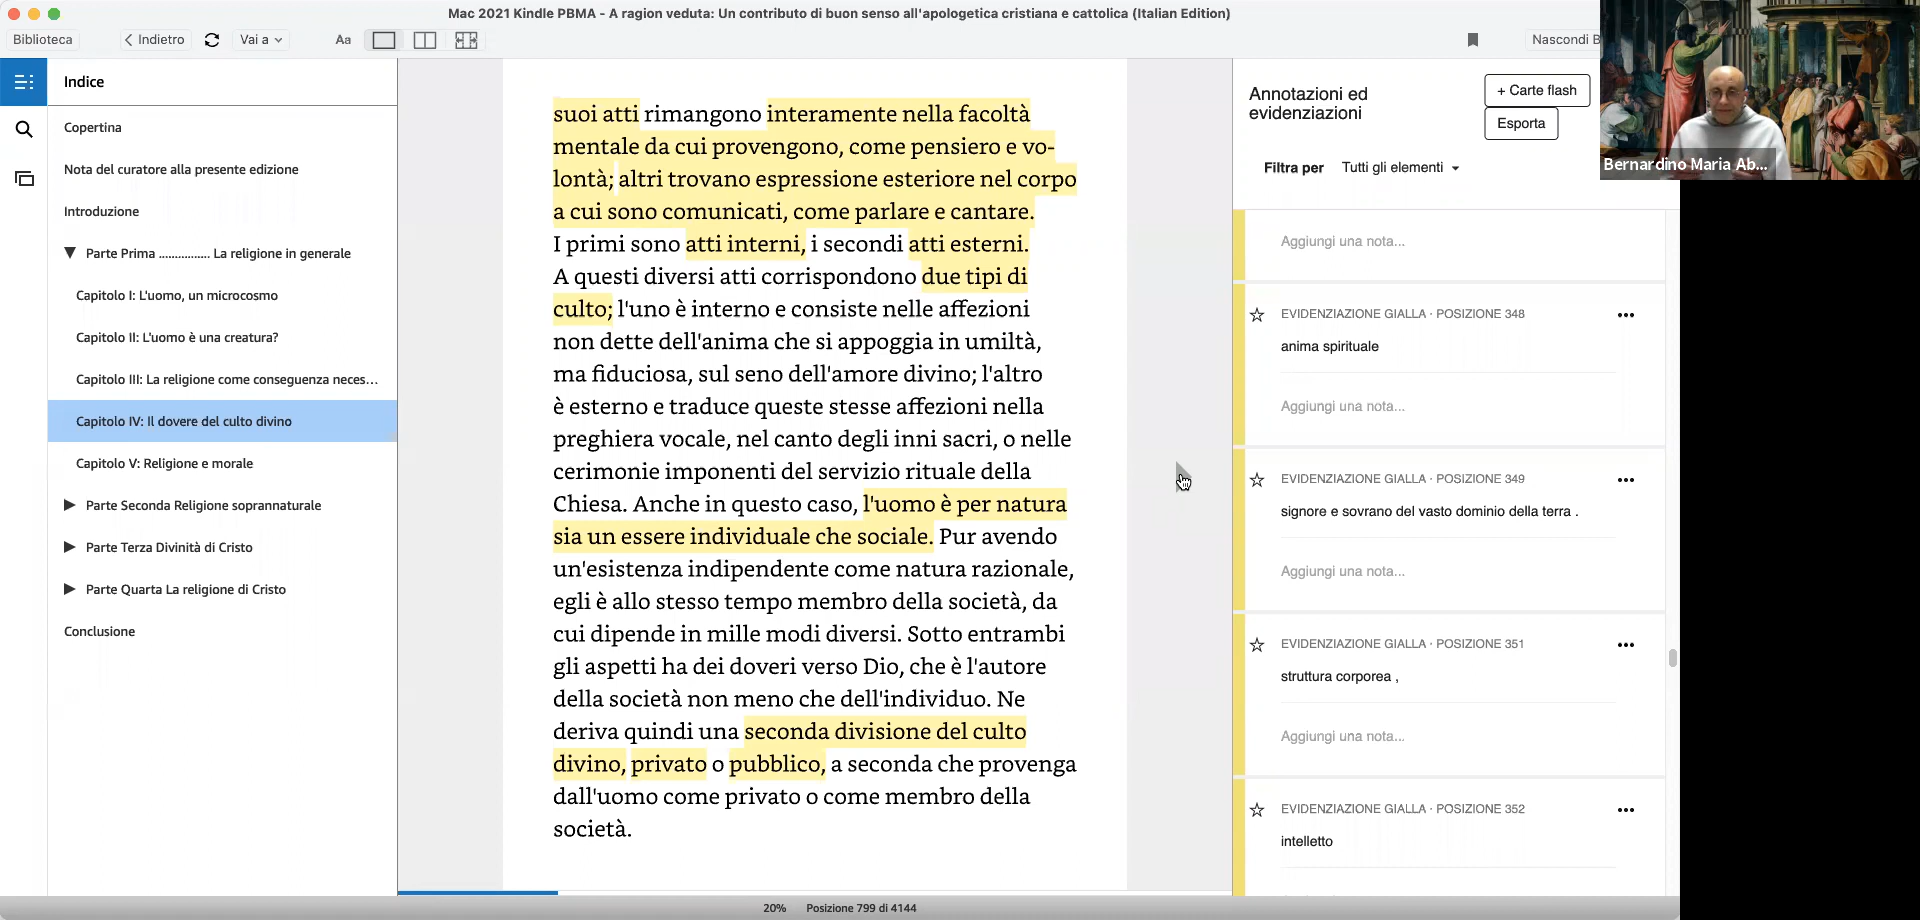 Mac 2021 Kindle PBMA - A ragion veduta: Un contributo di buon senso all'apologetica cristiana e cattolica (Italian Edition)
Biblioteca
Indietro
Vai a
Aa
Nascondi B
Indice
Copertina
Nota del curatore alla presente edizione
Introduzione
Parte Prima ................ La religione in generale
Capitolo I: L'uomo, un microcosmo
Capitolo II: L'uomo è una creatura?
Capitolo III: La religione come conseguenza neces...
Capitolo IV: Il dovere del culto divino
Capitolo V: Religione e morale
Parte Seconda Religione soprannaturale
Parte Terza Divinità di Cristo
Parte Quarta La religione di Cristo
Conclusione
suoi atti rimangono interamente nella facoltà
mentale da cui provengono, come pensiero e vo-
lontà; altri trovano espressione esteriore nel corpo
a cui sono comunicati, come parlare e cantare.
I primi sono atti interni, i secondi atti esterni.
A questi diversi atti corrispondono due tipi di
culto; l'uno è interno e consiste nelle affezioni
non dette dell'anima che si appoggia in umiltà,
ma fiduciosa, sul seno dell'amore divino; l'altro
è esterno e traduce queste stesse affezioni nella
preghiera vocale, nel canto degli inni sacri, o nelle
cerimonie imponenti del servizio rituale della
Chiesa. Anche in questo caso, l'uomo è per natura
sia un essere individuale che sociale. Pur avendo
un'esistenza indipendente come natura razionale,
egli è allo stesso tempo membro della società, da
cui dipende in mille modi diversi. Sotto entrambi
gli aspetti ha dei doveri verso Dio, che è l'autore
della società non meno che dell'individuo. Ne
deriva quindi una seconda divisione del culto
divino, privato o pubblico, a seconda che provenga
dall'uomo come privato o come membro della
società.
20% Posizione 799 di 4144
Annotazioni ed
evidenziazioni
+ Carte flash
Esporta
Filtra per Tutti gli elementi
Aggiungi una nota...
EVIDENZIAZIONE GIALLA · POSIZIONE 348
anima spirituale
Aggiungi una nota...
EVIDENZIAZIONE GIALLA · POSIZIONE 349
signore e sovrano del vasto dominio della terra .
Aggiungi una nota...
EVIDENZIAZIONE GIALLA · POSIZIONE 351
struttura corporea ,
Aggiungi una nota...
EVIDENZIAZIONE GIALLA · POSIZIONE 352
intelletto
Bernardino Maria Ab...